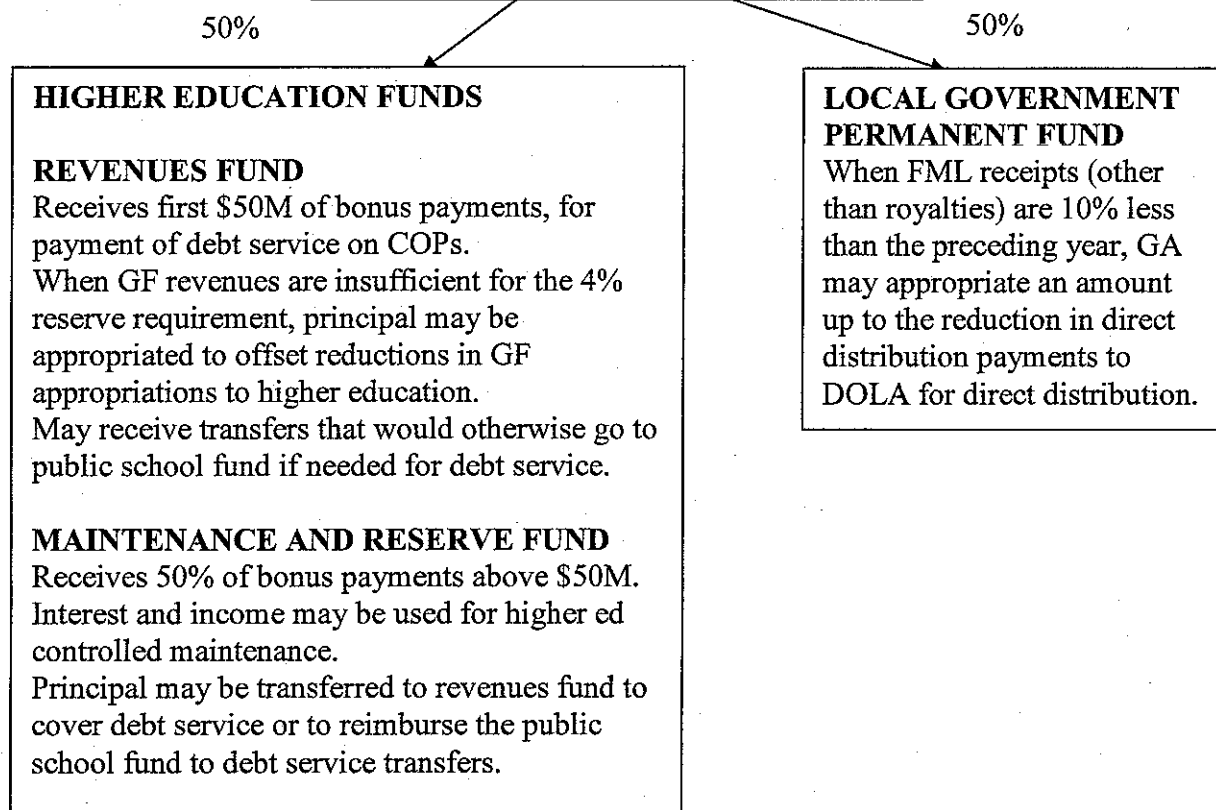 50%
50%
HIGHER EDUCATION FUNDS
REVENUES FUND
Receives first $50M of bonus payments, for
payment of debt service on COPs.
When GF revenues are insufficient for the 4%
reserve requirement, principal may be
appropriated to offset reductions in GF
appropriations to higher education.
May receive transfers that would otherwise go to
public school fund if needed for debt service.
MAINTENANCE AND RESERVE FUND
Receives 50% of bonus payments above $50M.
Interest and income may be used for higher ed
controlled maintenance.
Principal may be transferred to revenues fund to
cover debt service or to reimburse the public
school fund to debt service transfers.
LOCAL GOVERNMENT
PERMANENT FUND
When FML receipts (other
than royalties) are 10% less
than the preceding year, GA
may appropriate an amount
up to the reduction in direct
distribution payments to
DOLA for direct distribution.